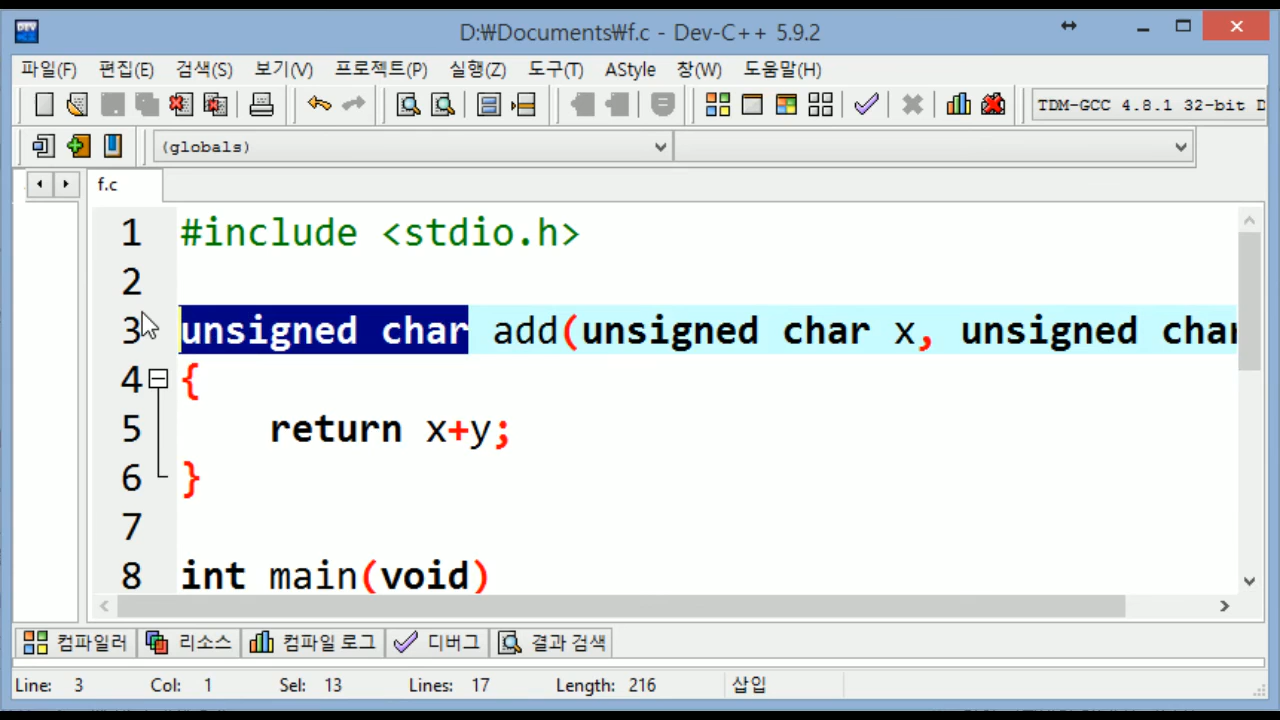 DEV
D:₩Documents₩f.c - Dev-C++ 5.9.2
파일(F) 편집(E) 검색(S) 보기(V) 프로젝트(P) 실행(Z) 도구(T) AStyle 창(W) 도움말(H)
TDM-GCC 4.8.1 32-bit D
(globals)
f.c
1 #include <stdio.h>
2
3 unsigned char add(unsigned char x, unsigned char
4 {
5 return x+y;
6 }
7
8 int main(void)
컴파일러 리소스 컴파일 로그 디버그 결과 검색
Line: 3 Col: 1 Sel: 13 Lines: 17 Length: 216 삽입